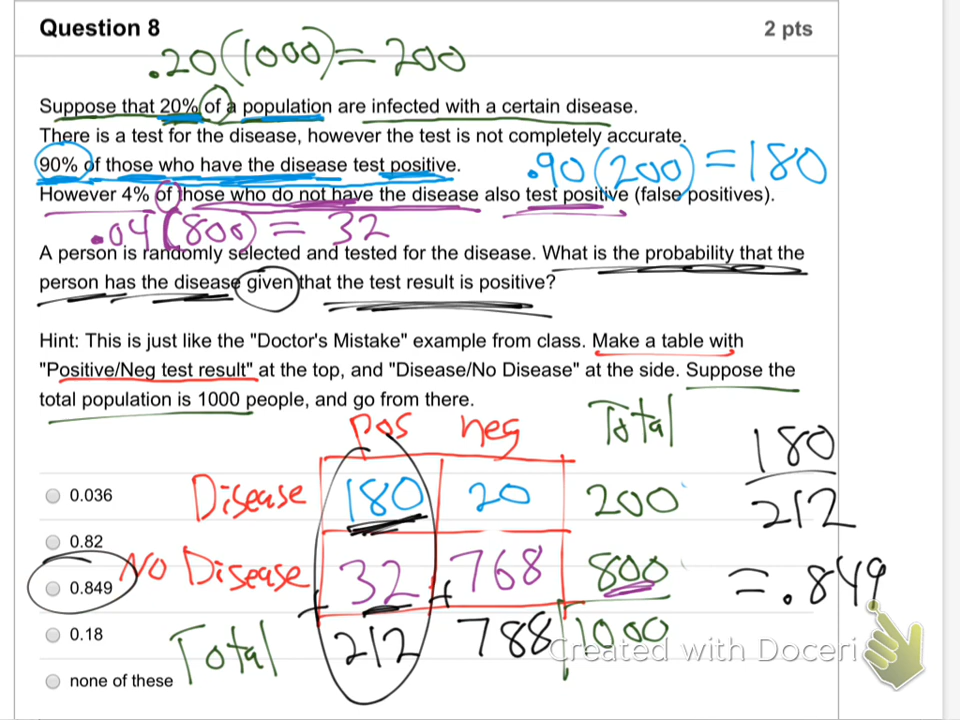 Question 8
2 pts
.20(1000)=200
Suppose that 20% of a population are infected with a certain disease.
There is a test for the disease, however the test is not completely accurate.
90% of those who have the disease test positive.
.90(200)=180
However 4% of those who do not have the disease also test positive (false positives).
.04(800)=32
A person is randomly selected and tested for the disease. What is the probability that the
person has the disease given that the test result is positive?
Hint: This is just like the "Doctor's Mistake" example from class. Make a table with
"Positive/Neg test result" at the top, and "Disease/No Disease" at the side. Suppose the
total population is 1000 people, and go from there.
pos neg Total
Disease 180 20 200
No Disease 32 + 768 800
Total 212 788 1000
180
212
=.849
0.036
0.82
0.849
0.18
none of these
Created with Doceri